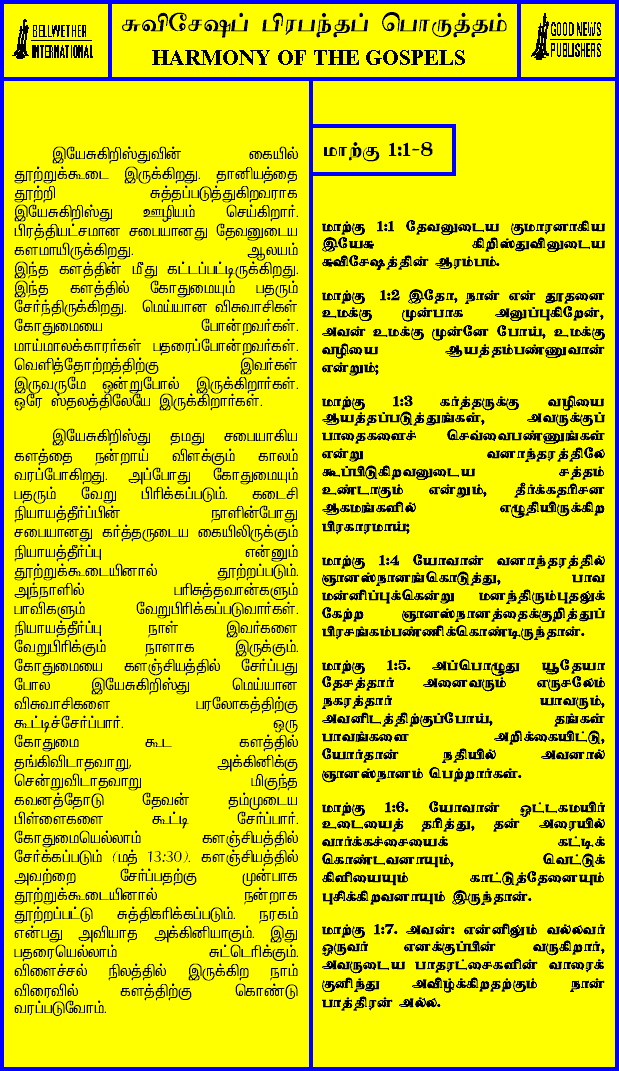 BELLWETHER
INTERNATIONAL
சுவிசேஷப் பிரபந்தப் பொருத்தம்
HARMONY OF THE GOSPELS
GOOD NEWS
PUBLISHERS
இயேசுகிறிஸ்துவின் கையில்
தூற்றுக்கூடை இருக்கிறது. தானியத்தை
தூற்றி சுத்தப்படுத்துகிறவராக
இயேசுகிறிஸ்து ஊழியம் செய்கிறார்.
பிரத்தியட்சமான சபையானது தேவனுடைய
களமாயிருக்கிறது. ஆலயம்
இந்த களத்தின் மீது கட்டப்பட்டிருக்கிறது.
இந்த களத்தில் கோதுமையும் பதரும்
சேர்ந்திருக்கிறது. மெய்யான விசுவாசிகள்
கோதுமையை போன்றவர்கள்.
மாய்மாலக்காரர்கள் பதரைப்போன்றவர்கள்.
வெளித்தோற்றத்திற்கு இவர்கள்
இருவருமே ஒன்றுபோல் இருக்கிறார்கள்.
ஒரே ஸ்தலத்திலேயே இருக்கிறார்கள்.
இயேசுகிறிஸ்து தமது சபையாகிய
களத்தை நன்றாய் விளக்கும் காலம்
வரப்போகிறது. அப்போது கோதுமையும்
பதரும் வேறு பிரிக்கப்படும். கடைசி
நியாயத்தீர்ப்பின் நாளின்போது
சபையானது கர்த்தருடைய கையிலிருக்கும்
நியாயத்தீர்ப்பு என்னும்
தூற்றுக்கூடையினால் தூற்றப்படும்.
அந்நாளில் பரிசுத்தவான்களும்
பாவிகளும் வேறுபிரிக்கப்படுவார்கள்.
நியாயத்தீர்ப்பு நாள் இவர்களை
வேறுபிரிக்கும் நாளாக இருக்கும்.
கோதுமையை களஞ்சியத்தில் சேர்ப்பது
போல இயேசுகிறிஸ்து மெய்யான
விசுவாசிகளை பரலோகத்திற்கு
கூட்டிச்சேர்ப்பார். ஒரு
கோதுமை கூட களத்தில்
தங்கிவிடாதவாறு, அக்கினிக்கு
சென்றுவிடாதவாறு மிகுந்த
கவனத்தோடு தேவன் தம்முடைய
பிள்ளைகளை கூட்டி சேர்ப்பார்.
கோதுமையெல்லாம் களஞ்சியத்தில்
சேர்க்கப்படும் (மத் 13:30). களஞ்சியத்தில்
அவற்றை சேர்ப்பதற்கு முன்பாக
தூற்றுக்கூடையினால் நன்றாக
தூற்றப்பட்டு சுத்திகரிக்கப்படும். நரகம்
என்பது அவியாத அக்கினியாகும். இது
பதரையெல்லாம் சுட்டெரிக்கும்.
விளைச்சல் நிலத்தில் இருக்கிற நாம்
விரைவில் களத்திற்கு கொண்டு
வரப்படுவோம்.
மாற்கு 1:1-8
மாற்கு 1:1 தேவனுடைய குமாரனாகிய
இயேசு கிறிஸ்துவினுடைய
சுவிசேஷத்தின் ஆரம்பம்.
மாற்கு 1:2 இதோ, நான் என் தூதனை
உமக்கு முன்பாக அனுப்புகிறேன்,
அவன் உமக்கு முன்னே போய், உமக்கு
வழியை ஆயத்தம்பண்ணுவான்
என்றும்;
மாற்கு 1:3 கர்த்தருக்கு வழியை
ஆயத்தப்படுத்துங்கள், அவருக்குப்
பாதைகளைச் செவ்வைபண்ணுங்கள்
என்று வனாந்தரத்திலே
கூப்பிடுகிறவனுடைய சத்தம்
உண்டாகும் என்றும், தீர்க்கதரிசன
ஆகமங்களில் எழுதியிருக்கிற
பிரகாரமாய்;
மாற்கு 1:4 யோவான் வனாந்தரத்தில்
ஞானஸ்நானங்கொடுத்து, பாவ
மன்னிப்புக்கென்று மனந்திரும்புதலுக்
கேற்ற ஞானஸ்நானத்தைக்குறித்துப்
பிரசங்கம்பண்ணிக்கொண்டிருந்தான்.
மாற்கு 1:5. அப்பொழுது யூதேயா
தேசத்தார் அனைவரும் எருசலேம்
நகரத்தார் யாவரும்,
அவனிடத்திற்குப்போய், தங்கள்
பாவங்களை அறிக்கையிட்டு,
யோர்தான் நதியில் அவனால்
ஞானஸ்நானம் பெற்றார்கள்.
மாற்கு 1:6. யோவான் ஒட்டகமயிர்
உடையைத் தரித்து, தன் அரையில்
வார்க்கச்சையைக் கட்டிக்
கொண்டவனாயும், வெட்டுக்
கிளியையும் காட்டுத்தேனையும்
புசிக்கிறவனாயும் இருந்தான்.
மாற்கு 1:7. அவன்: என்னிலும் வல்லவர்
ஒருவர் எனக்குப்பின் வருகிறார்,
அவருடைய பாதரட்சைகளின் வாரைக்
குனிந்து அவிழ்க்கிறதற்கும் நான்
பாத்திரன் அல்ல.